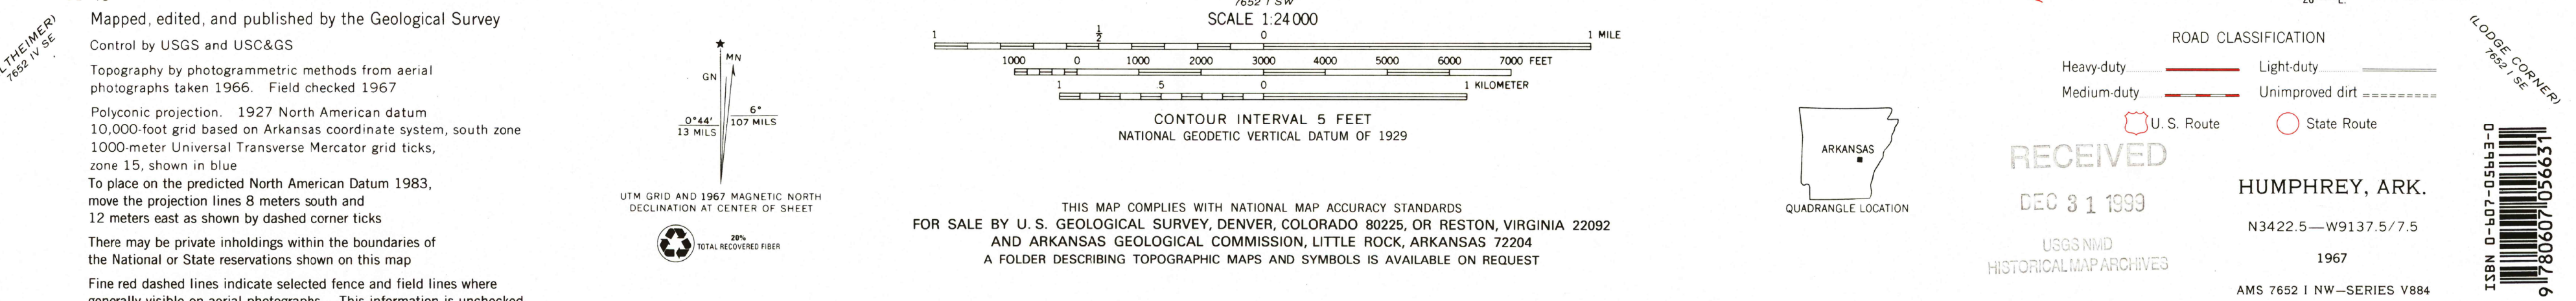 Mapped, edited, and published by the Geological Survey
Control by USGS and USC&GS
Topography by photogrammetric methods from aerial
photographs taken 1966. Field checked 1967
Polyconic projection. 1927 North American datum
10,000-foot grid based on Arkansas coordinate system, south zone
1000-meter Universal Transverse Mercator grid ticks,
zone 15, shown in blue
To place on the predicted North American Datum 1983,
move the projection lines 8 meters south and
12 meters east as shown by dashed corner ticks
There may be private inholdings within the boundaries of
the National or State reservations shown on this map
Fine red dashed lines indicate selected fence and field lines where
generally visible on aerial photographs. This information is unchecked
LTHEIMER)
7652 IV SE
MN
GN
0°44′
13 MILS
6°
107 MILS
UTM GRID AND 1967 MAGNETIC NORTH
DECLINATION AT CENTER OF SHEET
20%
TOTAL RECOVERED FIBER
7652 I SW
SCALE 1:24 000
1 1/2 0 1 MILE
1000 0 1000 2000 3000 4000 5000 6000 7000 FEET
1 .5 0 1 KILOMETER
CONTOUR INTERVAL 5 FEET
NATIONAL GEODETIC VERTICAL DATUM OF 1929
THIS MAP COMPLIES WITH NATIONAL MAP ACCURACY STANDARDS
FOR SALE BY U. S. GEOLOGICAL SURVEY, DENVER, COLORADO 80225, OR RESTON, VIRGINIA 22092
AND ARKANSAS GEOLOGICAL COMMISSION, LITTLE ROCK, ARKANSAS 72204
A FOLDER DESCRIBING TOPOGRAPHIC MAPS AND SYMBOLS IS AVAILABLE ON REQUEST
ARKANSAS
QUADRANGLE LOCATION
ROAD CLASSIFICATION
Heavy-duty Light-duty
Medium-duty Unimproved dirt
U. S. Route State Route
RECEIVED
DEC 31 1999
USGS NMD
HISTORICAL MAP ARCHIVES
HUMPHREY, ARK.
N3422.5—W9137.5/7.5
1967
AMS 7652 I NW—SERIES V884
(LODGE CORNER)
7652 I SE
ISBN 0-607-05663-0
9 780607 056631